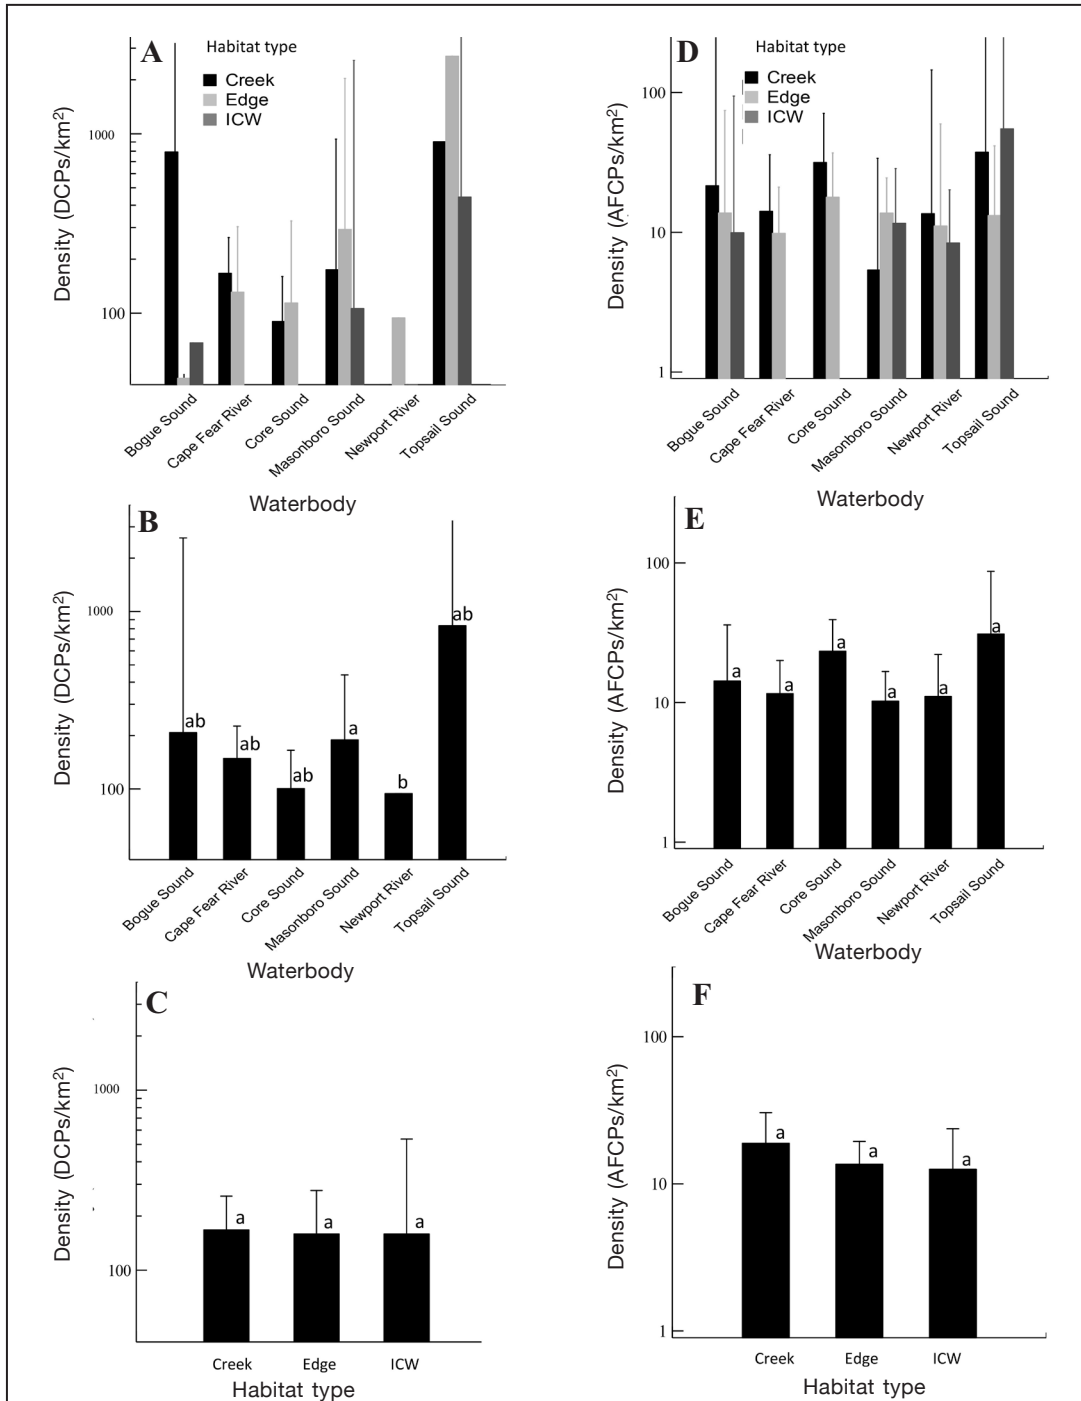 A
Habitat type
Creek
Edge
ICW
Density (DCPs/km²)
1000
100
Bogue Sound
Cape Fear River
Core Sound
Masonboro Sound
Newport River
Topsail Sound
Waterbody
D
Habitat type
Creek
Edge
ICW
Density (AFCPs/km²)
100
10
1
Bogue Sound
Cape Fear River
Core Sound
Masonboro Sound
Newport River
Topsail Sound
Waterbody
B
Density (DCPs/km²)
1000
100
ab
ab
ab
a
b
ab
Bogue Sound
Cape Fear River
Core Sound
Masonboro Sound
Newport River
Topsail Sound
Waterbody
E
Density (AFCPs/km²)
100
10
1
a
a
a
a
a
a
Bogue Sound
Cape Fear River
Core Sound
Masonboro Sound
Newport River
Topsail Sound
Waterbody
C
Density (DCPs/km²)
1000
100
a
a
a
Creek
Edge
ICW
Habitat type
F
Density (AFCPs/km²)
100
10
1
a
a
a
Creek
Edge
ICW
Habitat type